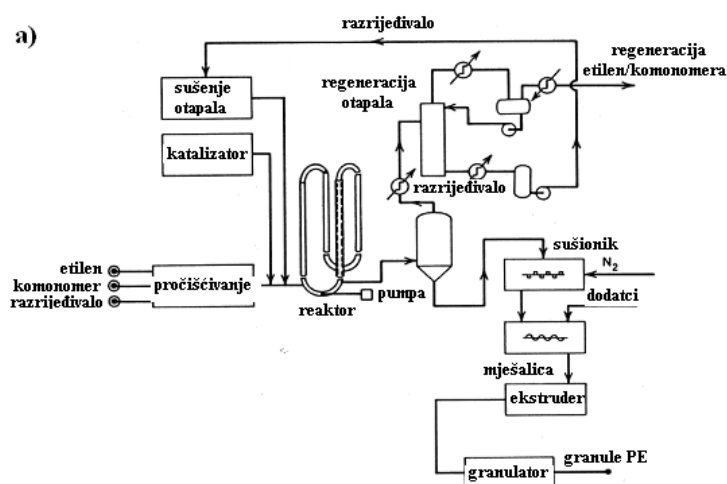 a)
razrijeđivalo
regeneracija
etilen/komonomera
sušenje
otapala
regeneracija
otapala
katalizator
razrijeđivalo
etilen
komonomer
razrijeđivalo
pročišćivanje
pumpa
reaktor
sušionik
N2
dodatci
mješalica
ekstruder
granulator
granule PE